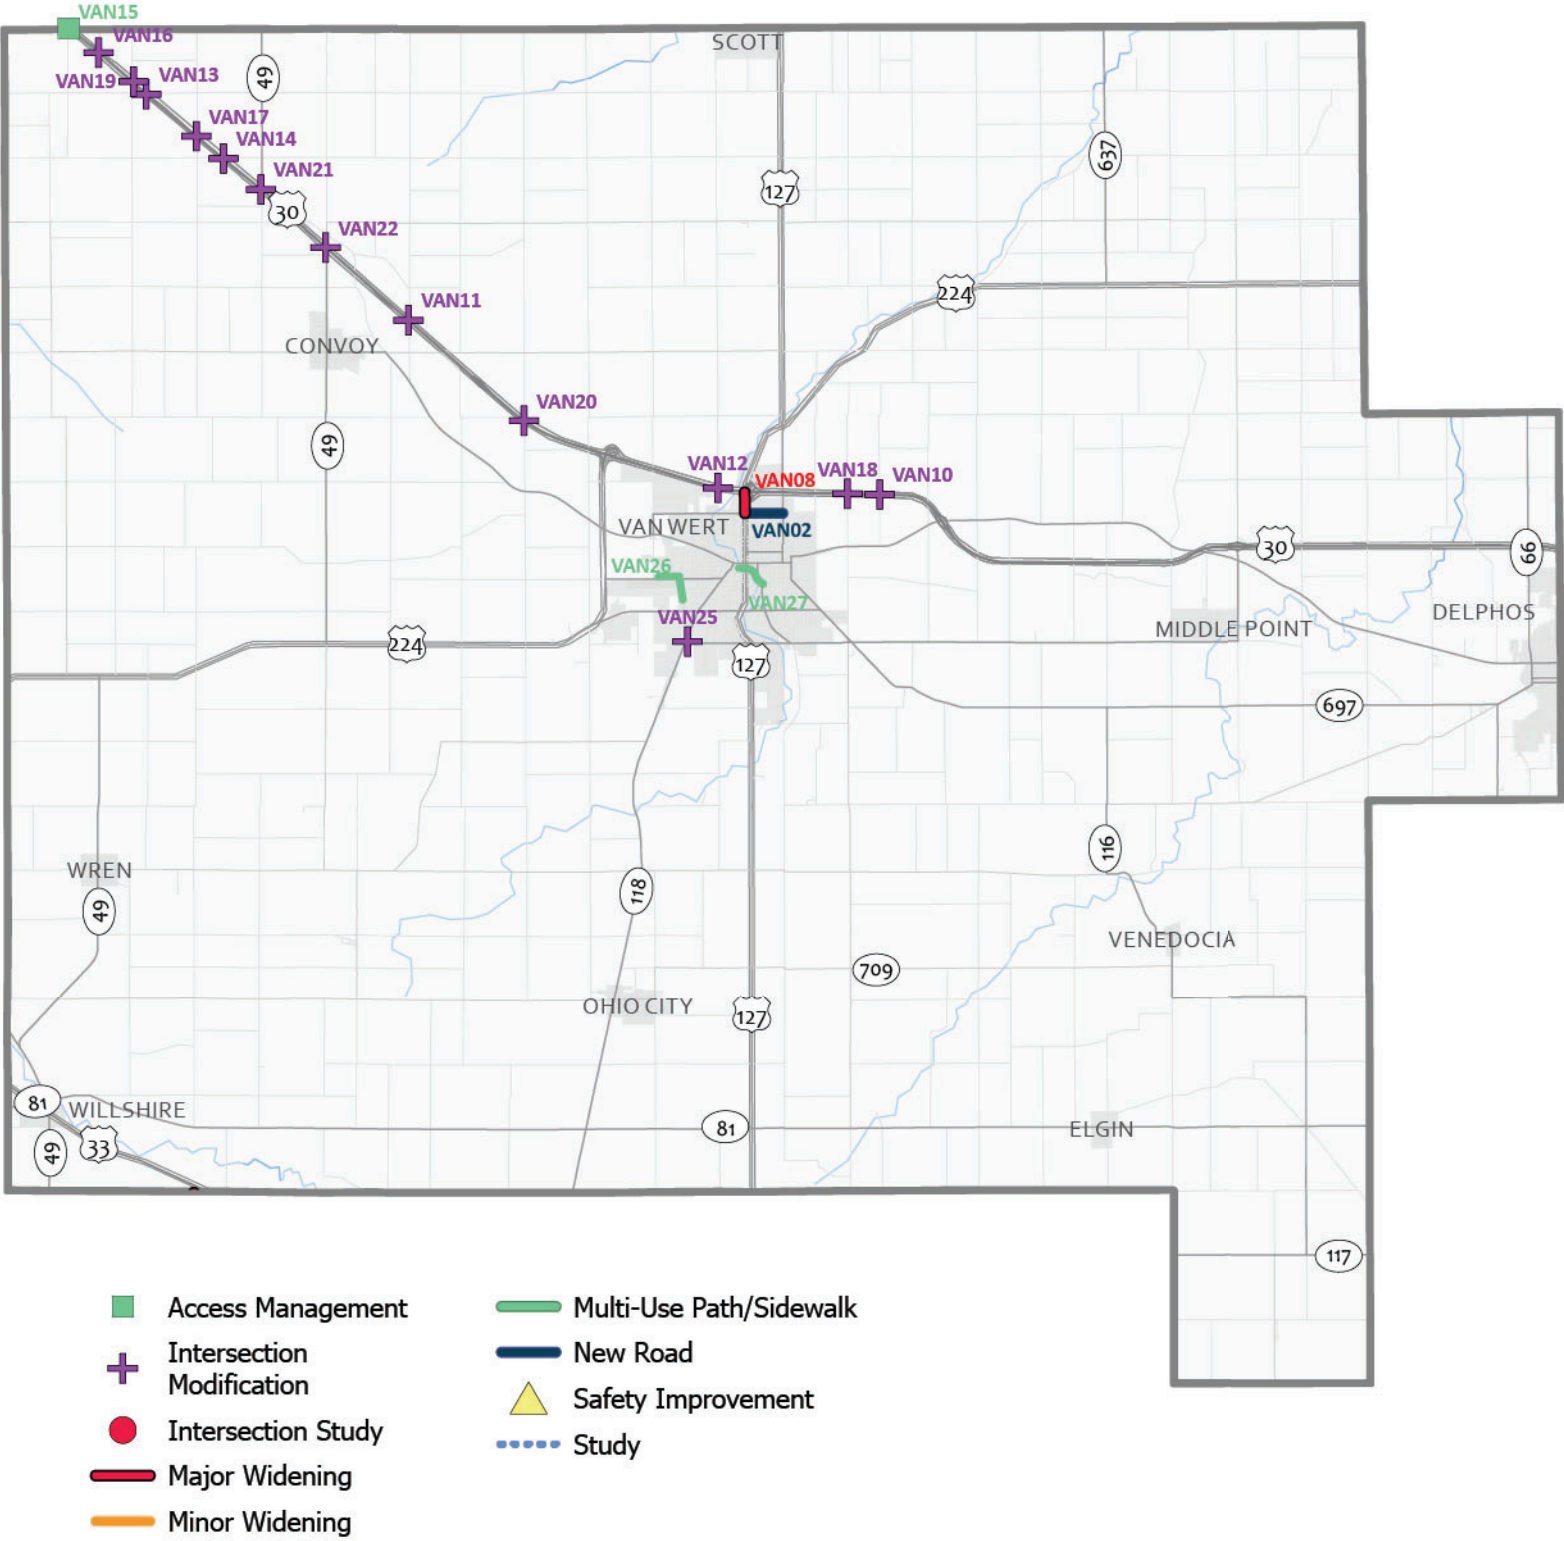 VAN15
VAN16
SCOTT
VAN19
VAN13
49
VAN17
VAN14
637
VAN21
127
30
VAN22
224
VAN11
CONVOY
VAN20
49
VAN12
VAN18
VAN10
VAN08
VAN WERT
VAN02
30
66
VAN26
VAN27
VAN25
DELPHOS
MIDDLE POINT
224
127
697
116
WREN
118
49
VENEDOCIA
709
OHIO CITY
127
81
WILLSHIRE
81
ELGIN
33
49
117
Access Management
Intersection
Modification
Intersection Study
Major Widening
Minor Widening
Multi-Use Path/Sidewalk
New Road
Safety Improvement
Study